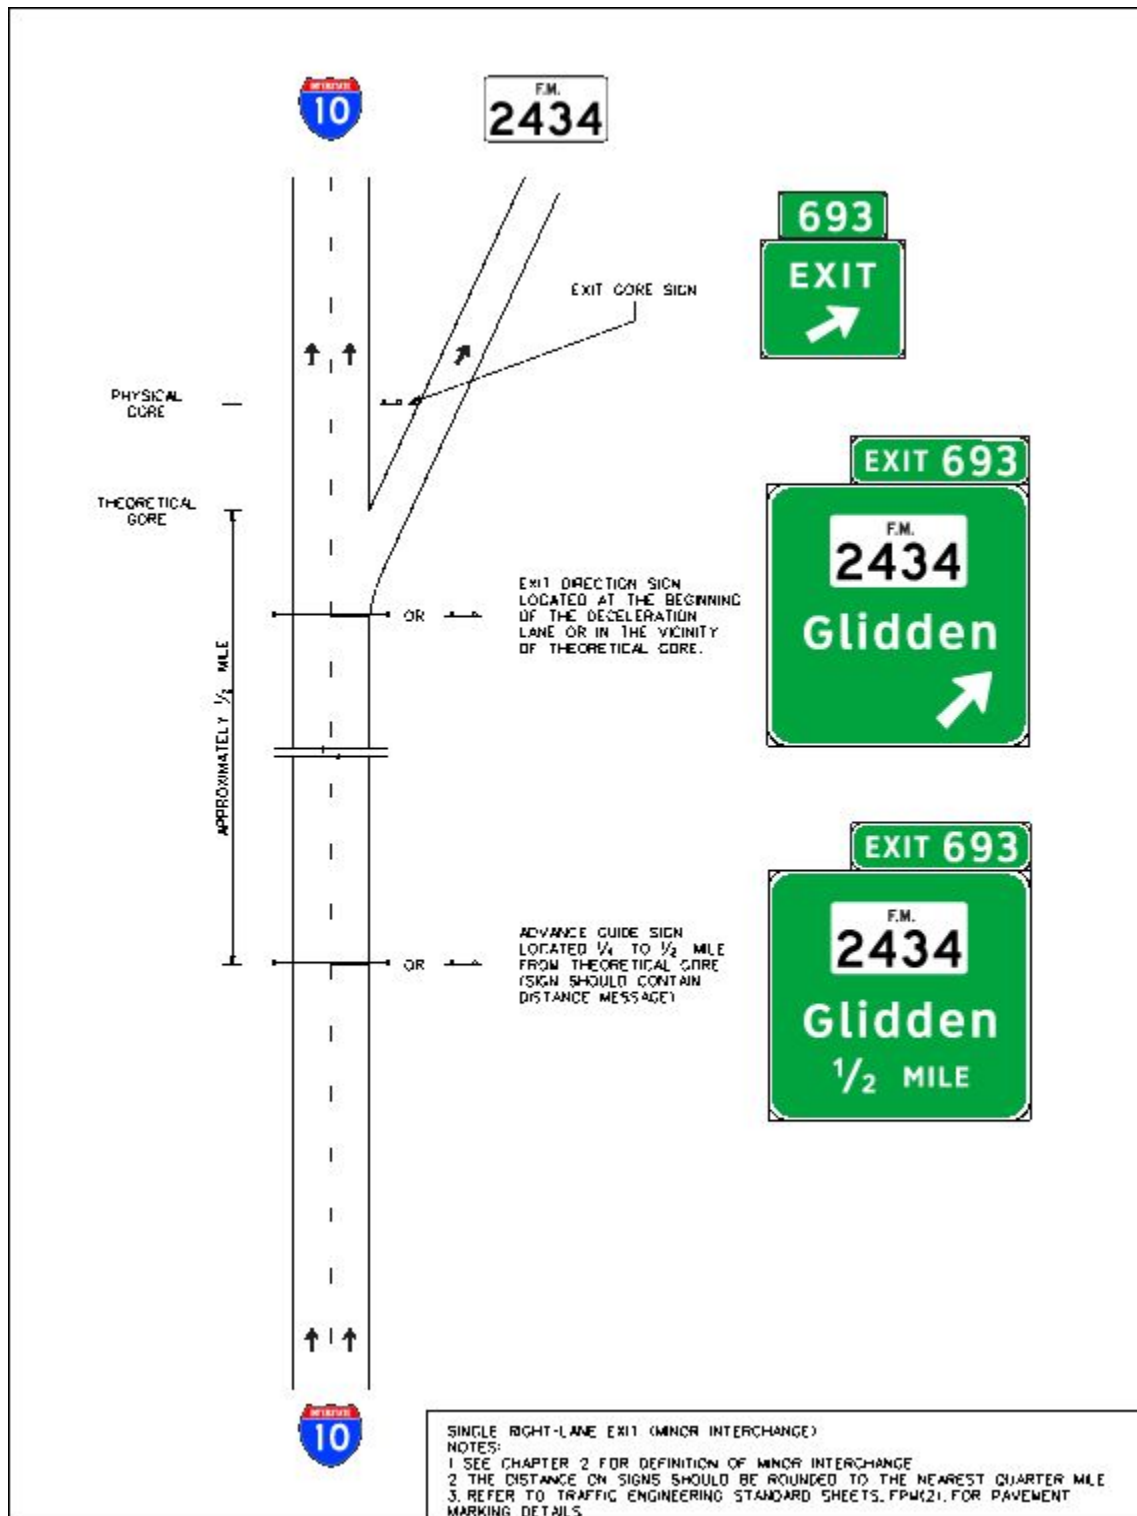 INTERSTATE
10
F.M.
2434
693
EXIT
EXIT GORE SIGN
PHYSICAL
GORE
EXIT 693
THEORETICAL
GORE
F.M.
2434
Glidden
EXIT DIRECTION SIGN
LOCATED AT THE BEGINNING
OF THE DECELERATION
LANE OR IN THE VICINITY
OF THEORETICAL GORE.
OR
APPROXIMATELY 1/2 MILE
EXIT 693
F.M.
2434
Glidden
1/2 MILE
ADVANCE GUIDE SIGN
LOCATED 1/4 TO 1/2 MILE
FROM THEORETICAL GORE
(SIGN SHOULD CONTAIN
DISTANCE MESSAGE)
OR
INTERSTATE
10
SINGLE RIGHT-LANE EXIT (MINOR INTERCHANGE)
NOTES:
1 SEE CHAPTER 2 FOR DEFINITION OF MINOR INTERCHANGE
2 THE DISTANCE ON SIGNS SHOULD BE ROUNDED TO THE NEAREST QUARTER MILE
3. REFER TO TRAFFIC ENGINEERING STANDARD SHEETS, FPM(2), FOR PAVEMENT
MARKING DETAILS